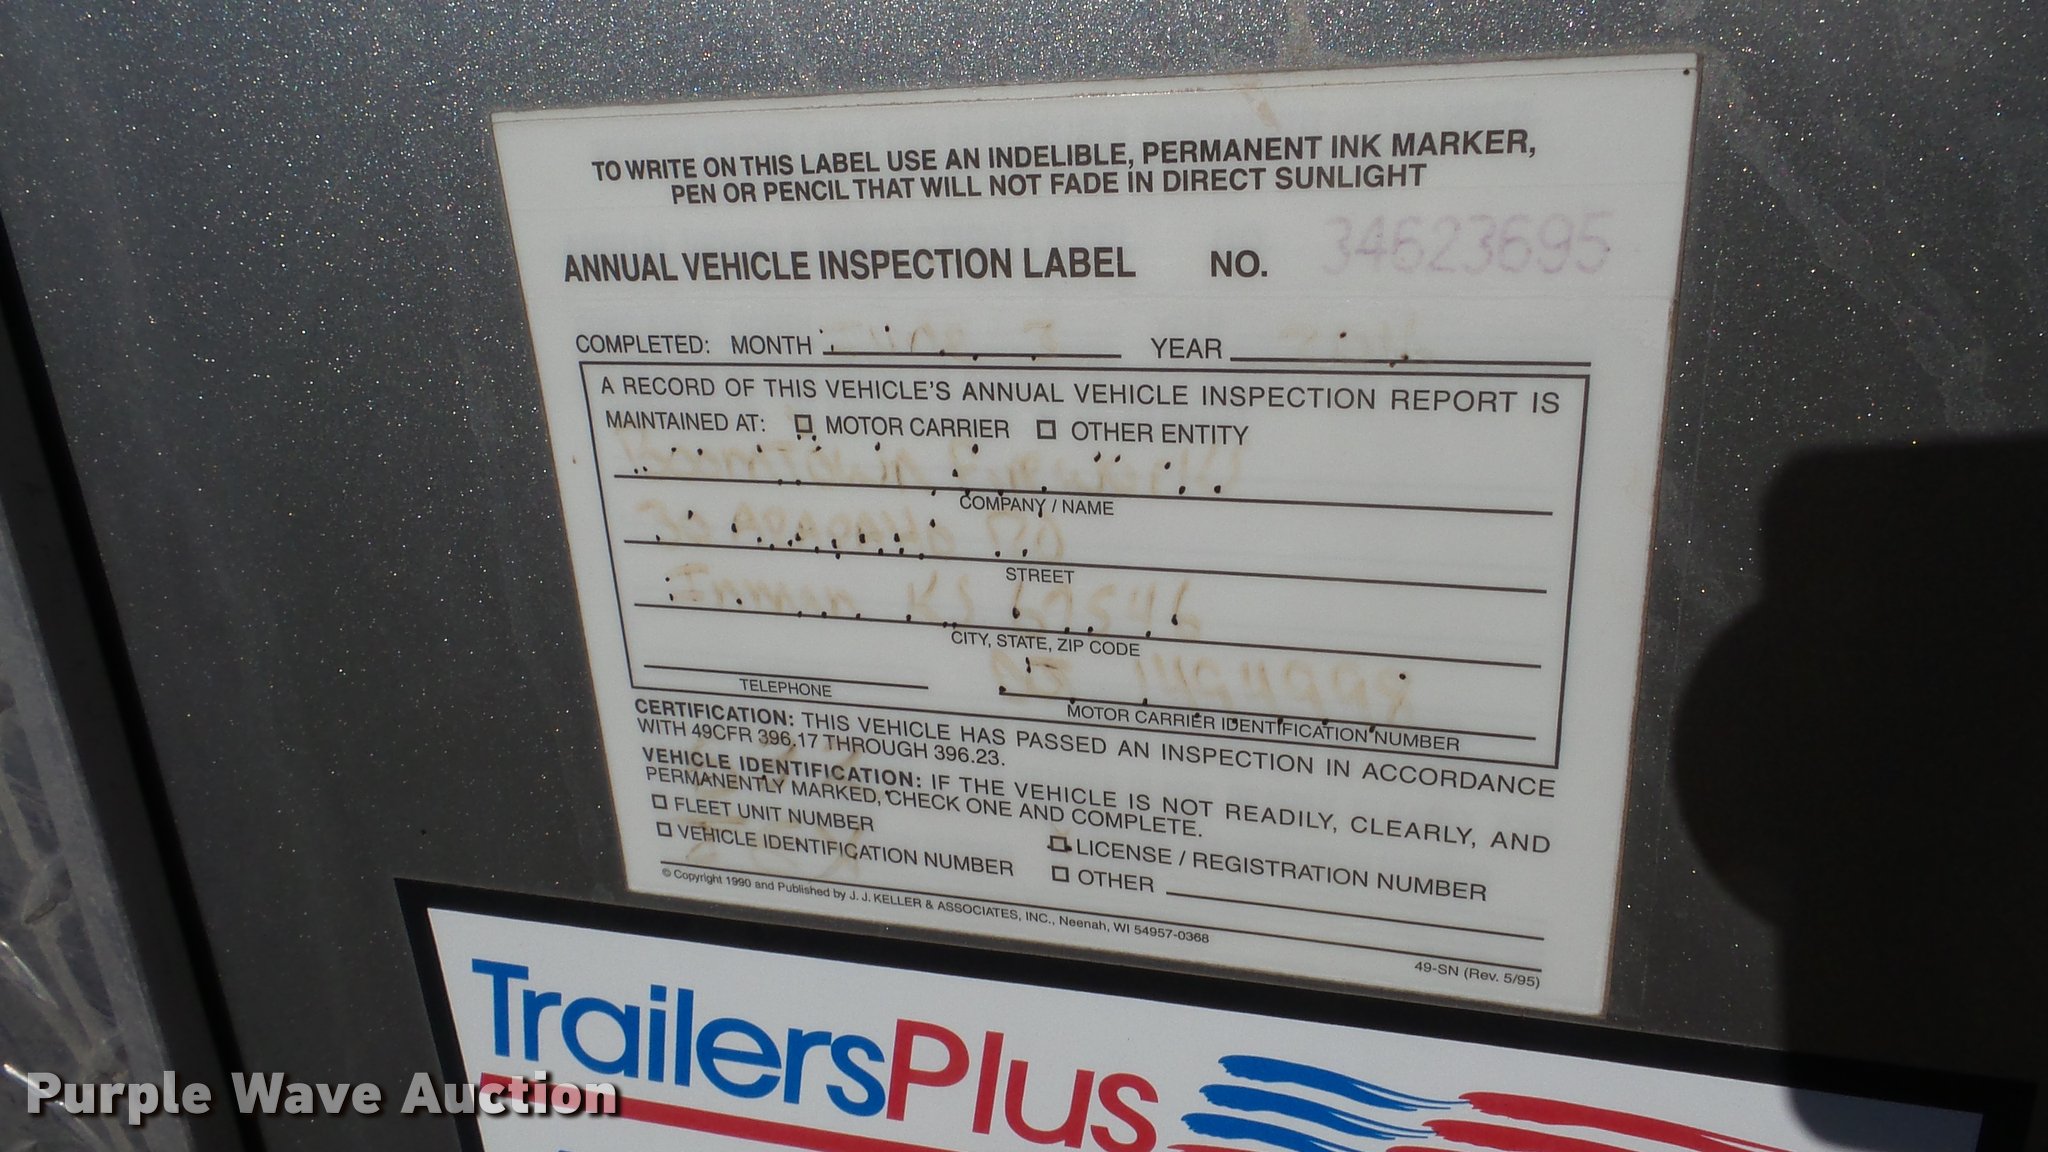 TO WRITE ON THIS LABEL USE AN INDELIBLE, PERMANENT INK MARKER,
PEN OR PENCIL THAT WILL NOT FADE IN DIRECT SUNLIGHT
ANNUAL VEHICLE INSPECTION LABEL NO. 34623695
COMPLETED: MONTH YEAR
A RECORD OF THIS VEHICLE'S ANNUAL VEHICLE INSPECTION REPORT IS
MAINTAINED AT: MOTOR CARRIER OTHER ENTITY
COMPANY / NAME
STREET
Inman KS
CITY, STATE, ZIP CODE
TELEPHONE MOTOR CARRIER IDENTIFICATION NUMBER
CERTIFICATION: THIS VEHICLE HAS PASSED AN INSPECTION IN ACCORDANCE
WITH 49CFR 396.17 THROUGH 396.23.
VEHICLE IDENTIFICATION: IF THE VEHICLE IS NOT READILY, CLEARLY, AND
PERMANENTLY MARKED, CHECK ONE AND COMPLETE.
FLEET UNIT NUMBER LICENSE / REGISTRATION NUMBER
VEHICLE IDENTIFICATION NUMBER OTHER
© Copyright 1990 and Published by J. J. KELLER & ASSOCIATES, INC., Neenah, WI 54957-0368
49-SN (Rev. 5/95)
TrailersPlus
Purple Wave Auction